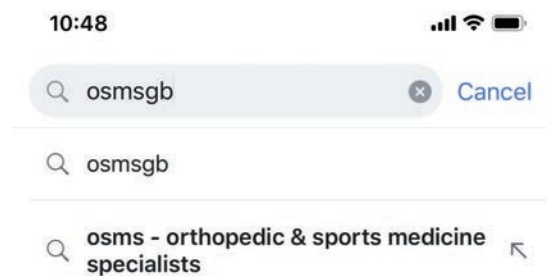 10:48
osmsgb
Cancel
osmsgb
osms - orthopedic & sports medicine
specialists